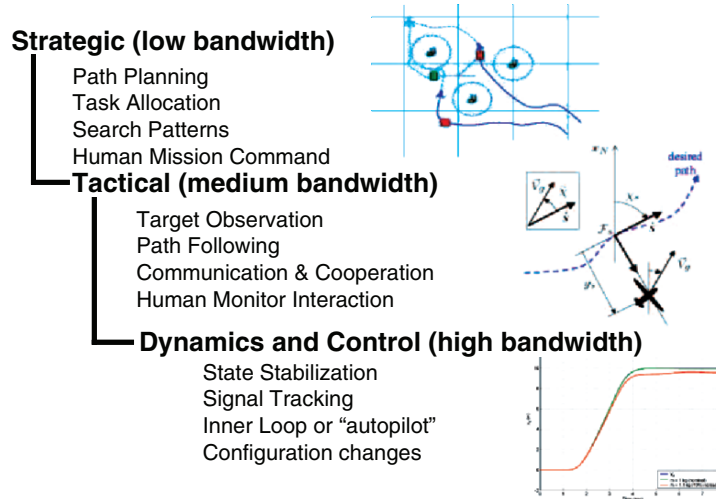 Strategic (low bandwidth)
Path Planning
Task Allocation
Search Patterns
Human Mission Command
Tactical (medium bandwidth)
desired
path
Target Observation
Path Following
Communication & Cooperation
Human Monitor Interaction
Dynamics and Control (high bandwidth)
State Stabilization
Signal Tracking
Inner Loop or “autopilot”
Configuration changes